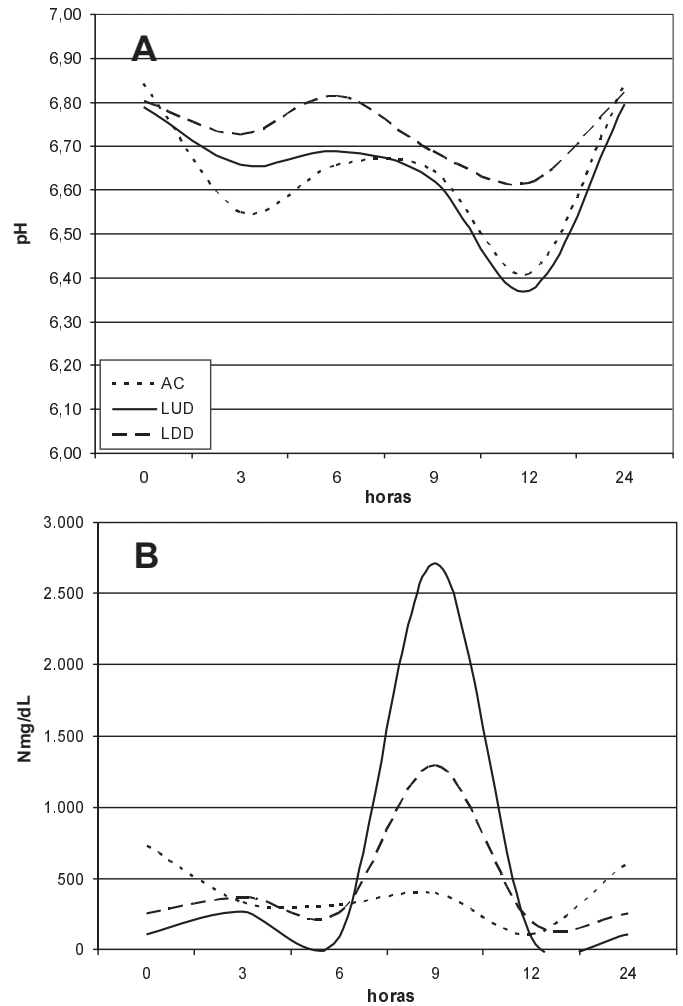 A
7,00
6,90
6,80
6,70
6,60
6,50
6,40
6,30
6,20
6,10
6,00
pH
AC
LUD
LDD
0 3 6 9 12 24
horas
B
3.000
2.500
2.000
1.500
1.000
500
0
Nmg/dL
0 3 6 9 12 24
horas